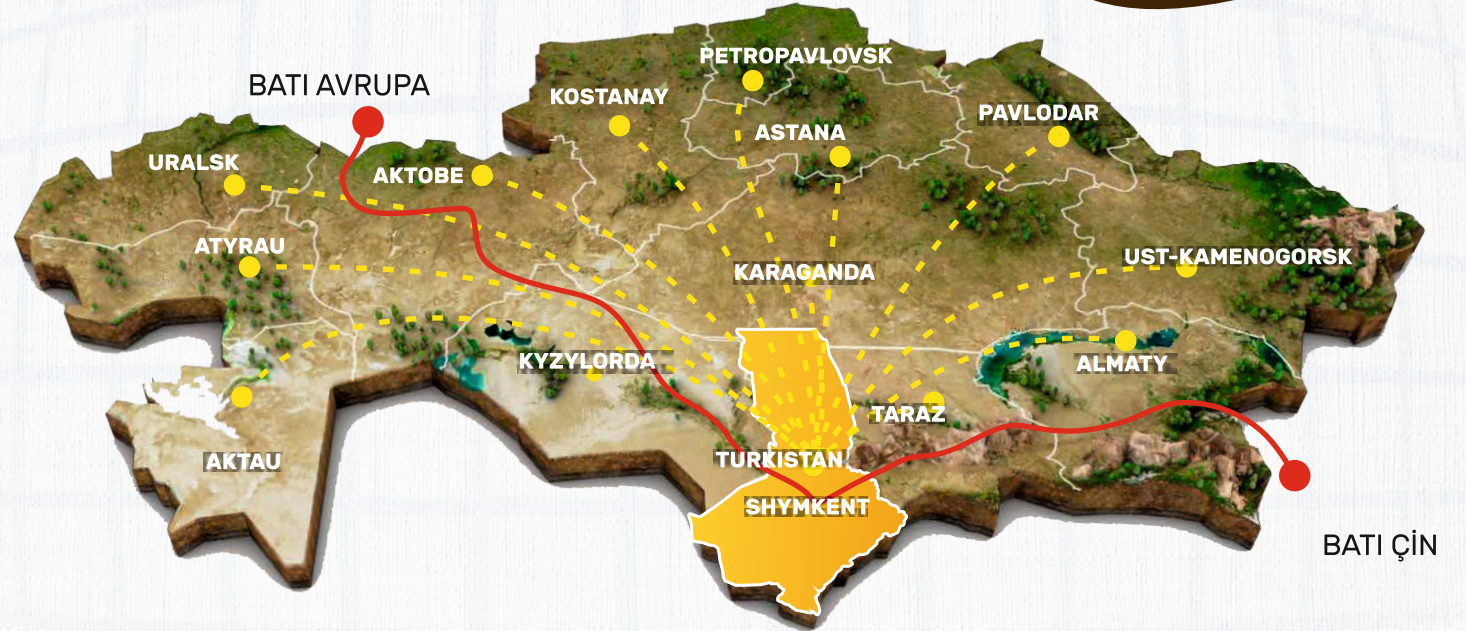 PETROPAVLOVSK
BATI AVRUPA
KOSTANAY
PAVLODAR
ASTANA
URALSK
AKTOBE
ATYRAU
UST-KAMENOGORSK
KARAGANDA
KYZYLORDA
ALMATY
TARAZ
AKTAU
TURKISTAN
SHYMKENT
BATI ÇİN